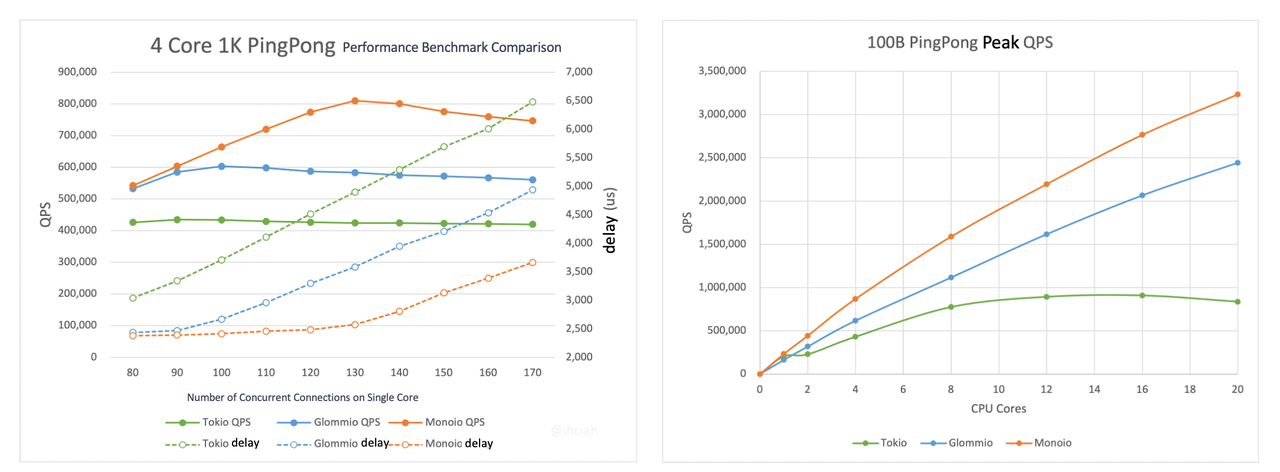 4 Core 1K PingPong Performance Benchmark Comparison
900,000
800,000
700,000
600,000
500,000
400,000
300,000
200,000
100,000
0
QPS
7,000
6,500
6,000
5,500
5,000
4,500
4,000
3,500
3,000
2,500
2,000
delay (us)
80 90 100 110 120 130 140 150 160 170
Number of Concurrent Connections on Single Core
Tokio QPS Glommio QPS Monoio QPS
Tokio delay Glommio delay Monoio delay
@ihciah
100B PingPong Peak QPS
3,500,000
3,000,000
2,500,000
2,000,000
1,500,000
1,000,000
500,000
0
QPS
0 2 4 6 8 10 12 14 16 18 20
CPU Cores
Tokio Glommio Monoio